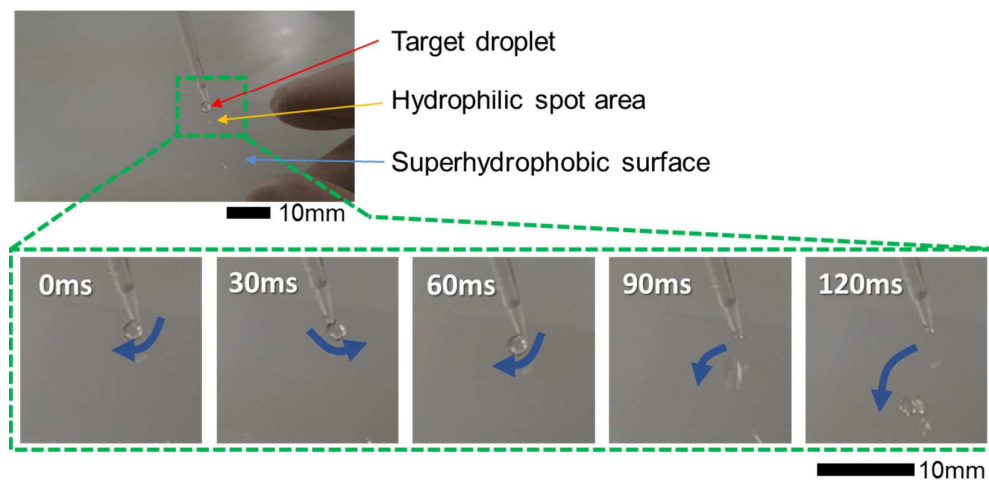 Target droplet
Hydrophilic spot area
Superhydrophobic surface
10mm
0ms
30ms
60ms
90ms
120ms
10mm